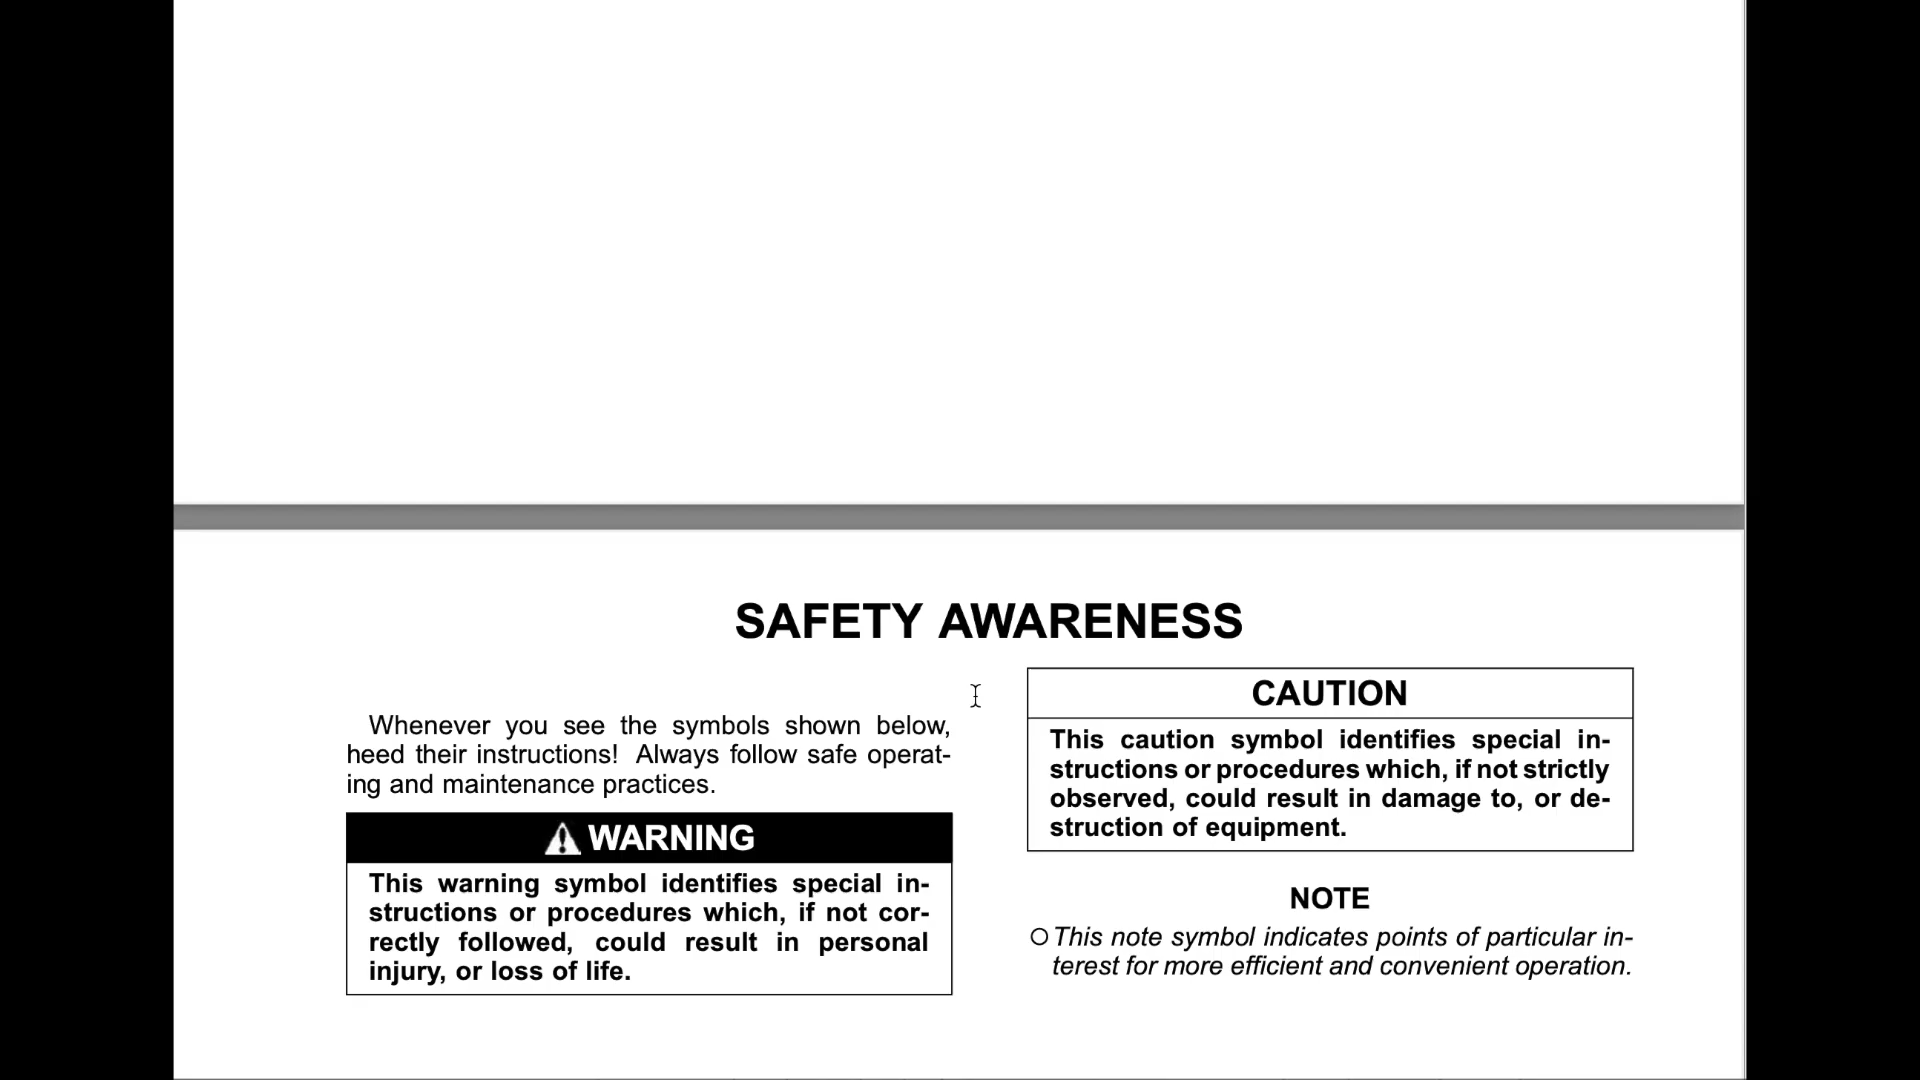 SAFETY AWARENESS
Whenever you see the symbols shown below,
heed their instructions! Always follow safe operat-
ing and maintenance practices.
WARNING
This warning symbol identifies special in-
structions or procedures which, if not cor-
rectly followed, could result in personal
injury, or loss of life.
CAUTION
This caution symbol identifies special in-
structions or procedures which, if not strictly
observed, could result in damage to, or de-
struction of equipment.
NOTE
This note symbol indicates points of particular in-
terest for more efficient and convenient operation.